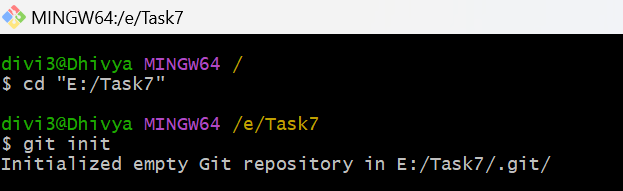 MINGW64:/e/Task7
divi3@Dhivya MINGW64 /
$ cd "E:/Task7"
divi3@Dhivya MINGW64 /e/Task7
$ git init
Initialized empty Git repository in E:/Task7/.git/